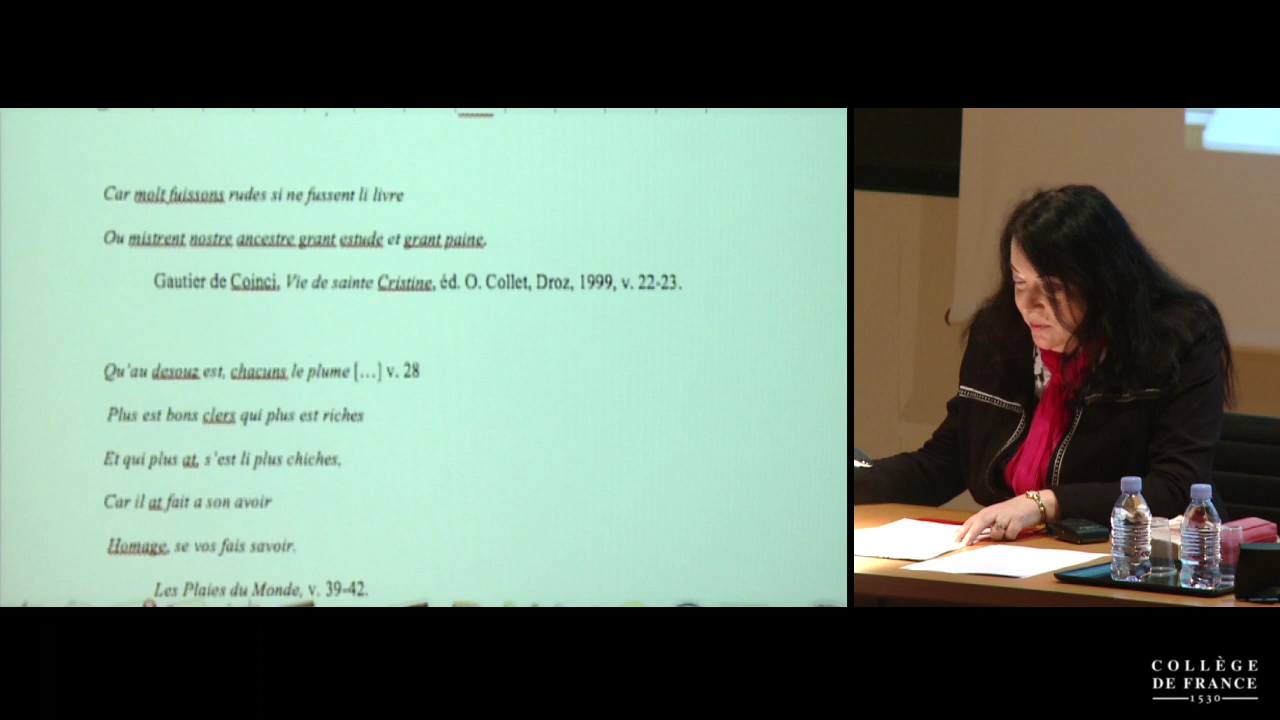 Car molt fuissons rudes si ne fussent li livre
Ou mistrent nostre ancestre grant estude et grant paine.
Gautier de Coinci, Vie de sainte Cristine, éd. O. Collet, Droz, 1999, v. 22-23.
Qu'au desouz est, chacuns le plume […] v. 28
Plus est bons clers qui plus est riches
Et qui plus at, s'est li plus chiches,
Car il at fait a son avoir
Homage, se vos fais savoir.
Les Plaies du Monde, v. 39-42.
COLLÈGE
DE FRANCE
1530